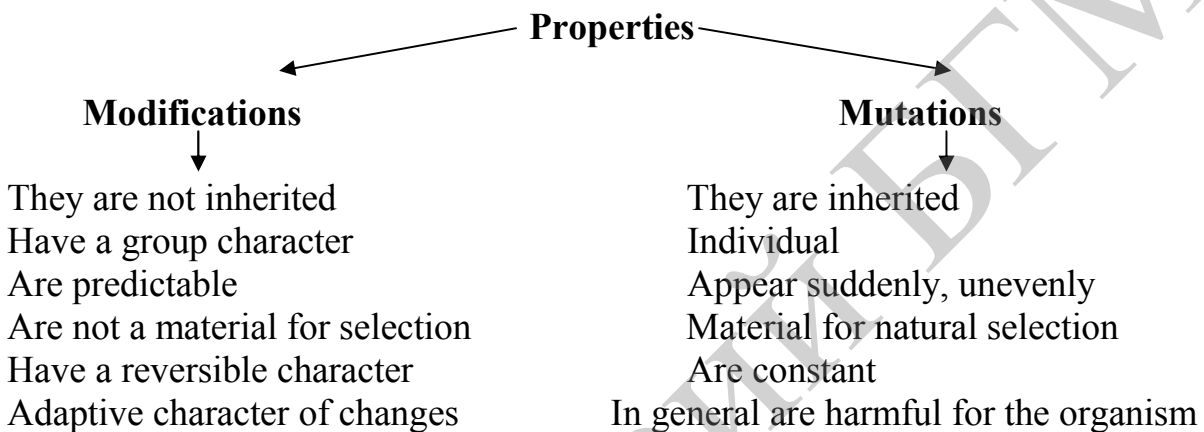 Properties
Modifications Mutations
They are not inherited They are inherited
Have a group character Individual
Are predictable Appear suddenly, unevenly
Are not a material for selection Material for natural selection
Have a reversible character Are constant
Adaptive character of changes In general are harmful for the organism